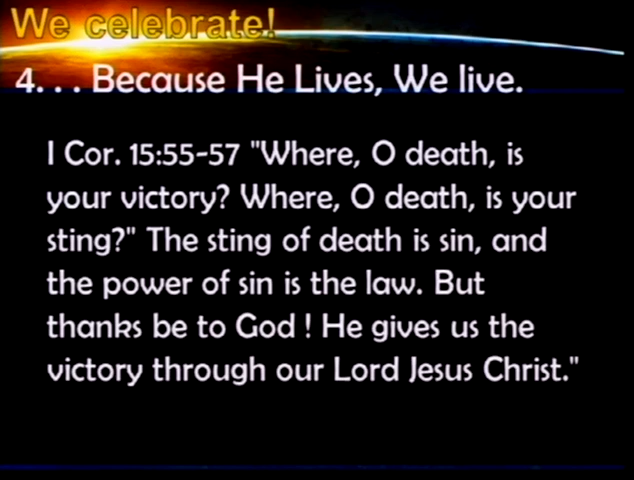 We celebrate!
4. . . Because He Lives, We live.
I Cor. 15:55-57 "Where, O death, is
your victory? Where, O death, is your
sting?" The sting of death is sin, and
the power of sin is the law. But
thanks be to God ! He gives us the
victory through our Lord Jesus Christ."